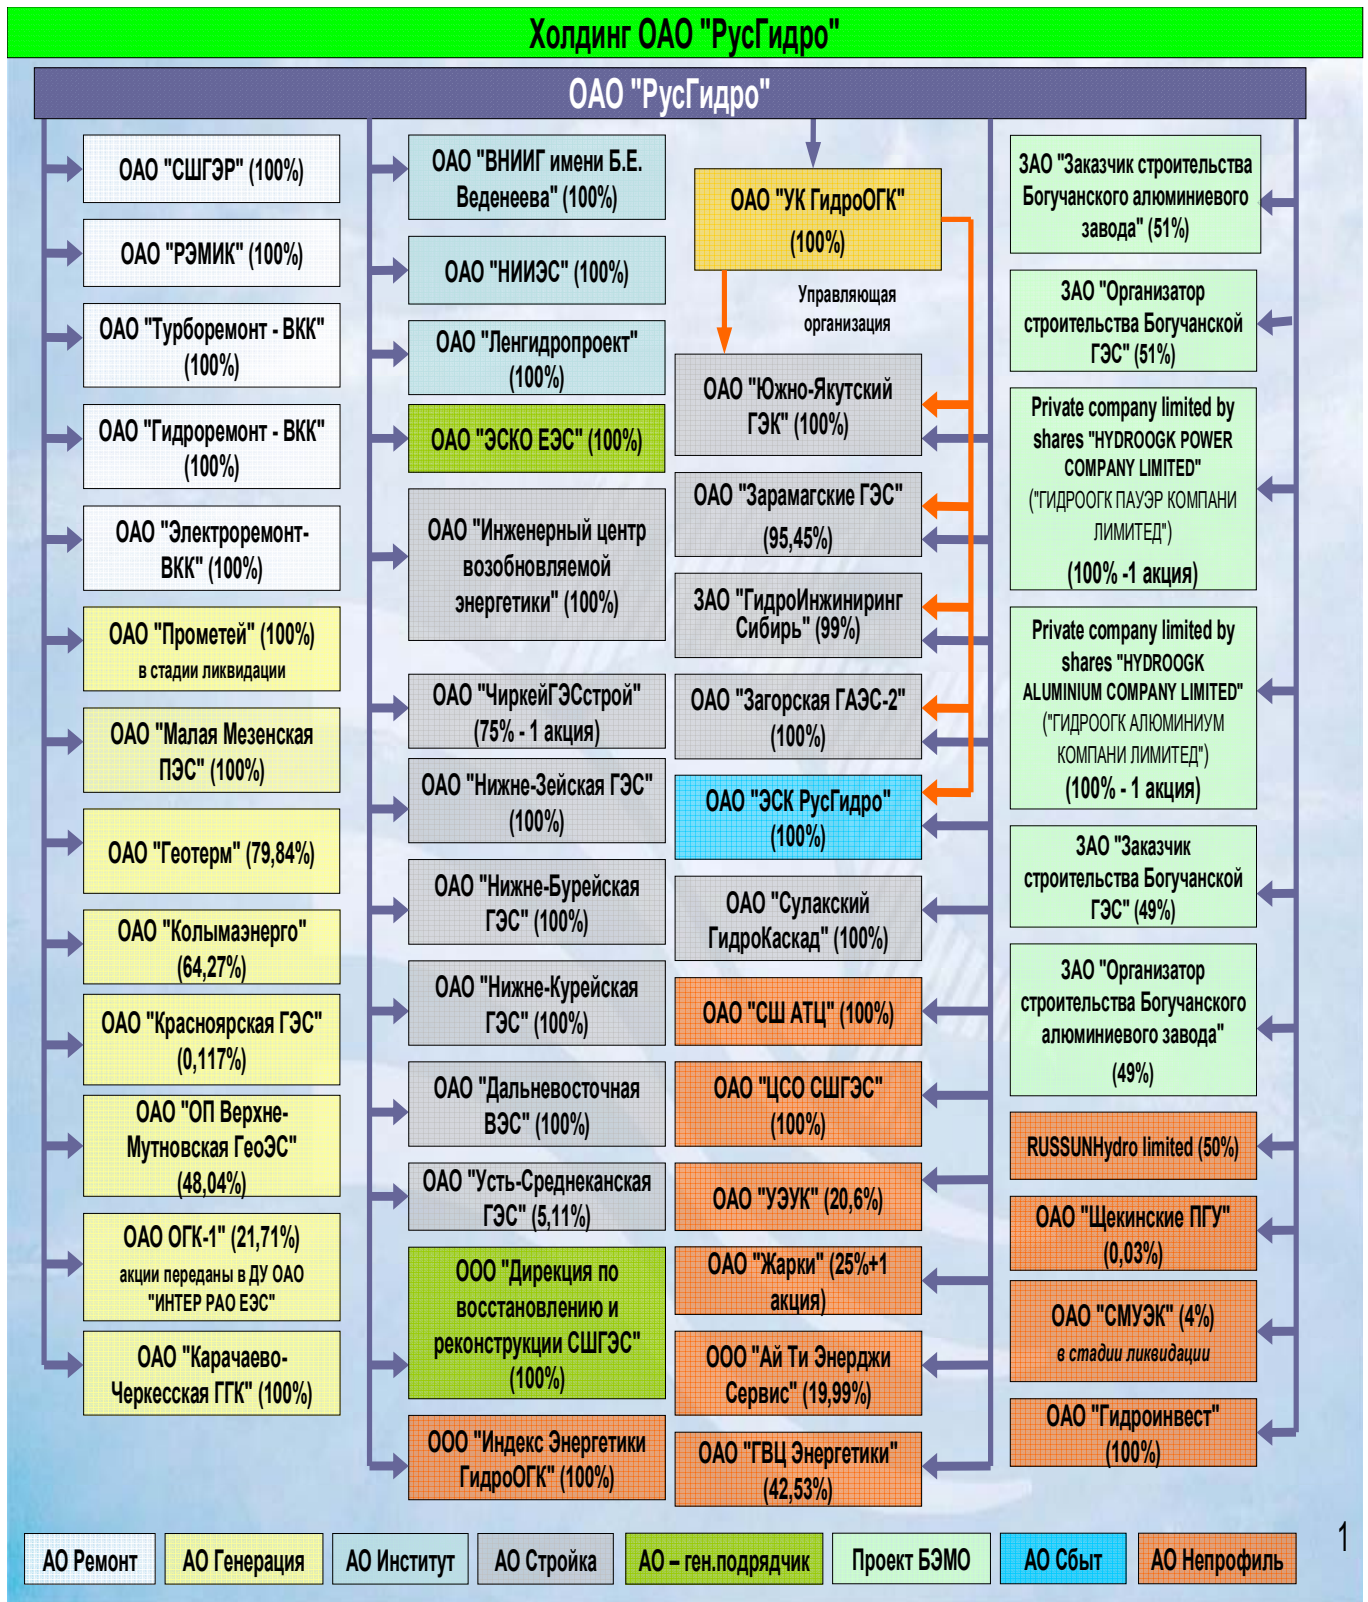 Холдинг ОАО "РусГидро"
ОАО "РусГидро"
ОАО "СШГЭР" (100%)
ОАО "РЭМИК" (100%)
ОАО "Турборемонт - ВКК"
(100%)
ОАО "Гидроремонт - ВКК"
(100%)
ОАО "Электроремонт-
ВКК" (100%)
ОАО "Прометей" (100%)
в стадии ликвидации
ОАО "Малая Мезенская
ПЭС" (100%)
ОАО "Геотерм" (79,84%)
ОАО "Колымаэнерго"
(64,27%)
ОАО "Красноярская ГЭС"
(0,117%)
ОАО "ОП Верхне-
Мутновская ГеоЭС"
(48,04%)
ОАО ОГК-1" (21,71%)
акции переданы в ДУ ОАО
"ИНТЕР РАО ЕЭС"
ОАО "Карачаево-
Черкесская ГГК" (100%)
ОАО "ВНИИГ имени Б.Е.
Веденеева" (100%)
ОАО "НИИЭС" (100%)
ОАО "Ленгидропроект"
(100%)
ОАО "ЭСКО ЕЭС" (100%)
ОАО "Инженерный центр
возобновляемой
энергетики" (100%)
ОАО "ЧиркейГЭСстрой"
(75% - 1 акция)
ОАО "Нижне-Зейская ГЭС"
(100%)
ОАО "Нижне-Бурейская
ГЭС" (100%)
ОАО "Нижне-Курейская
ГЭС" (100%)
ОАО "Дальневосточная
ВЭС" (100%)
ОАО "Усть-Среднеканская
ГЭС" (5,11%)
ООО "Дирекция по
восстановлению и
реконструкции СШГЭС"
(100%)
ООО "Индекс Энергетики
ГидроОГК" (100%)
ОАО "УК ГидроОГК"
(100%)
Управляющая
организация
ОАО "Южно-Якутский
ГЭК" (100%)
ОАО "Зарамагские ГЭС"
(95,45%)
ЗАО "ГидроИнжиниринг
Сибирь" (99%)
ОАО "Загорская ГАЭС-2"
(100%)
ОАО "ЭСК РусГидро"
(100%)
ОАО "Сулакский
ГидроКаскад" (100%)
ОАО "СШ АТЦ" (100%)
ОАО "ЦСО СШГЭС"
(100%)
ОАО "УЭУК" (20,6%)
ОАО "Жарки" (25%+1
акция)
ООО "Ай Ти Энерджи
Сервис" (19,99%)
ОАО "ГВЦ Энергетики"
(42,53%)
ЗАО "Заказчик строительства
Богучанского алюминиевого
завода" (51%)
ЗАО "Организатор
строительства Богучанской
ГЭС" (51%)
Private company limited by
shares "HYDROOGK POWER
COMPANY LIMITED"
("ГИДРООГК ПАУЭР КОМПАНИ
ЛИМИТЕД")
(100% -1 акция)
Private company limited by
shares "HYDROOGK
ALUMINIUM COMPANY LIMITED"
("ГИДРООГК АЛЮМИНИУМ
КОМПАНИ ЛИМИТЕД")
(100% - 1 акция)
ЗАО "Заказчик
строительства Богучанской
ГЭС" (49%)
ЗАО "Организатор
строительства Богучанского
алюминиевого завода"
(49%)
RUSSUNHydro limited (50%)
ОАО "Щекинские ПГУ"
(0,03%)
ОАО "СМУЭК" (4%)
в стадии ликвидации
ОАО "Гидроинвест"
(100%)
АО Ремонт
АО Генерация
АО Институт
АО Стройка
АО – ген.подрядчик
Проект БЭМО
АО Сбыт
АО Непрофиль
1